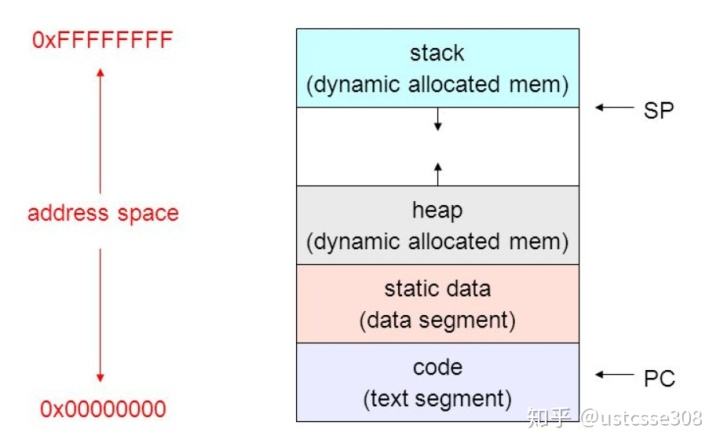 0xFFFFFFFF
address space
0x00000000
stack
(dynamic allocated mem)
SP
heap
(dynamic allocated mem)
static data
(data segment)
code
(text segment)
PC
知乎 @ustcsse308